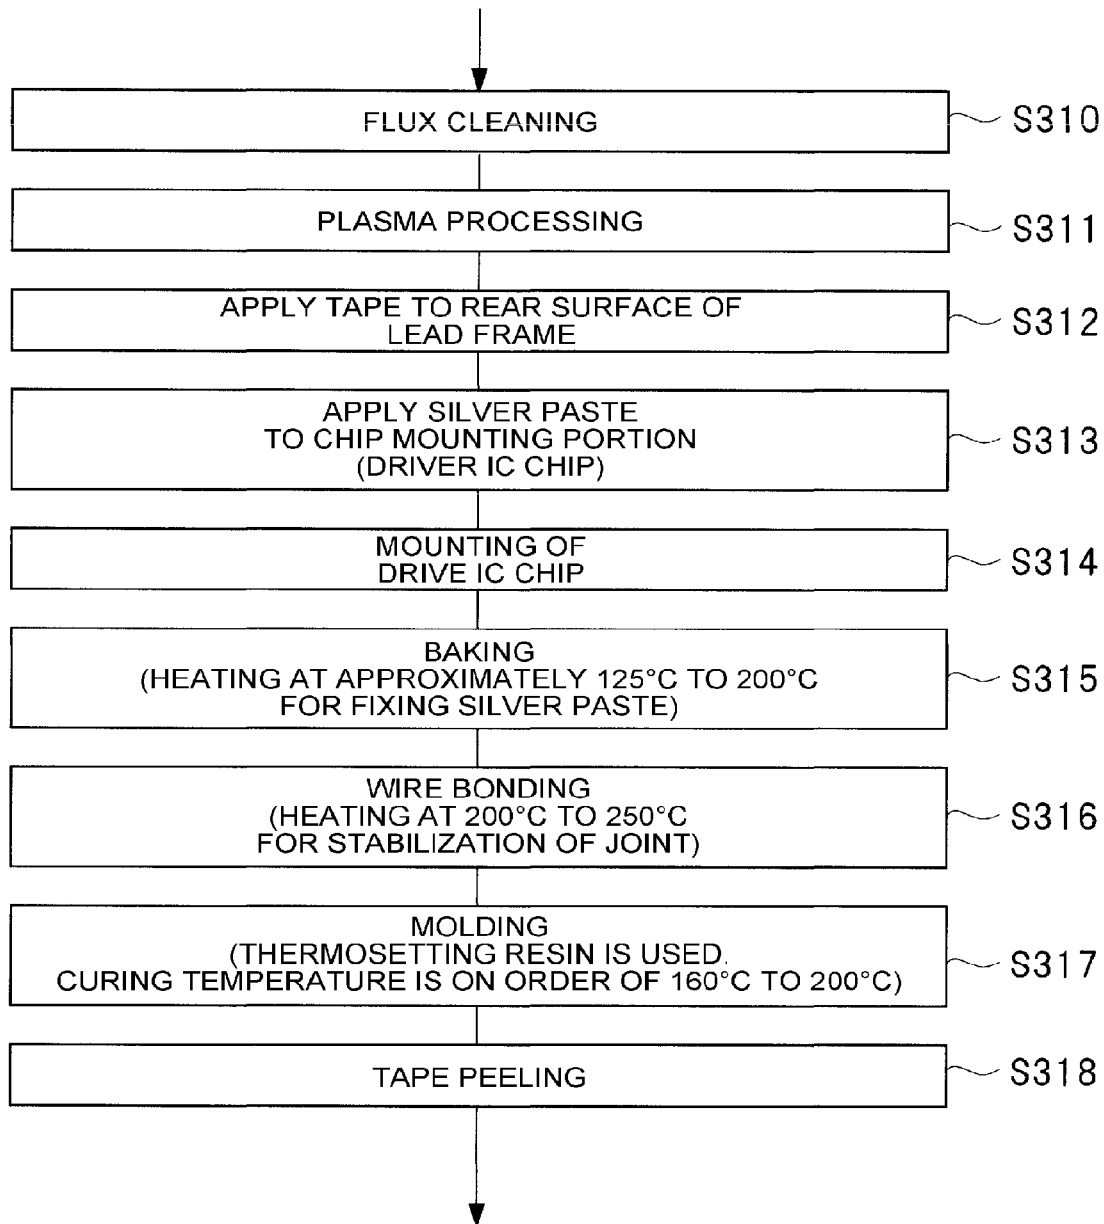 FLUX CLEANING
S310
PLASMA PROCESSING
S311
APPLY TAPE TO REAR SURFACE OF
LEAD FRAME
S312
APPLY SILVER PASTE
TO CHIP MOUNTING PORTION
(DRIVER IC CHIP)
S313
MOUNTING OF
DRIVE IC CHIP
S314
BAKING
(HEATING AT APPROXIMATELY 125°C TO 200°C
FOR FIXING SILVER PASTE)
S315
WIRE BONDING
(HEATING AT 200°C TO 250°C
FOR STABILIZATION OF JOINT)
S316
MOLDING
(THERMOSETTING RESIN IS USED.
CURING TEMPERATURE IS ON ORDER OF 160°C TO 200°C)
S317
TAPE PEELING
S318